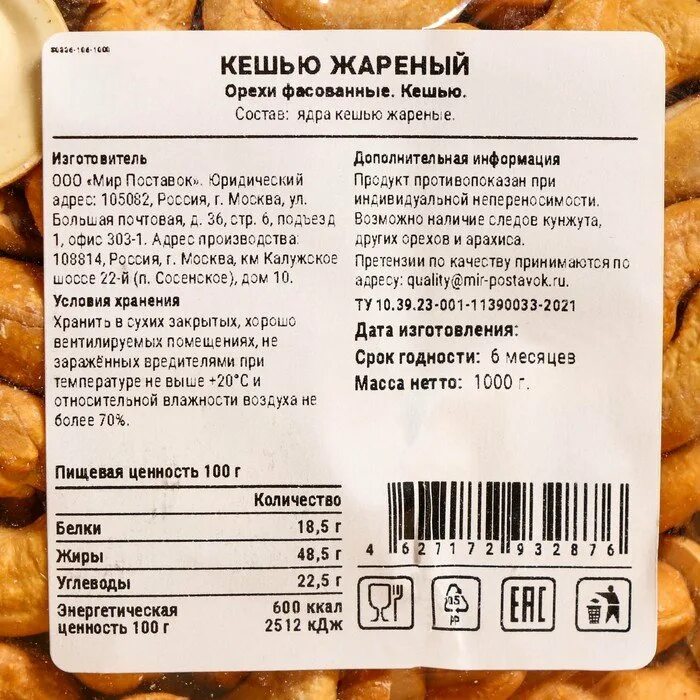 КЕШЬЮ ЖАРЕНЫЙ
Орехи фасованные. Кешью.
Состав: ядра кешью жареные.
Изготовитель
ООО «Мир Поставок». Юридический
адрес: 105082, Россия, г. Москва, ул.
Большая почтовая, д. 36, стр. 6, подъезд
1, офис 303-1. Адрес производства:
108814, Россия, г. Москва, км Калужское
шоссе 22-й (п. Сосенское), дом 10.
Условия хранения
Хранить в сухих закрытых, хорошо
вентилируемых помещениях, не
заражённых вредителями при
температуре не выше +20°С и
относительной влажности воздуха не
более 70%.
Дополнительная информация
Продукт противопоказан при
индивидуальной непереносимости.
Возможно наличие следов кунжута,
других орехов и арахиса.
Претензии по качеству принимаются по
адресу: quality@mir-postavok.ru.
ТУ 10.39.23-001-11390033-2021
Дата изготовления:
Срок годности: 6 месяцев
Масса нетто: 1000 г.
Пищевая ценность 100 г
Количество
Белки 18,5 г
Жиры 48,5 г
Углеводы 22,5 г
Энергетическая 600 ккал
ценность 100 г 2512 кДж
4 627172 932876
EAC